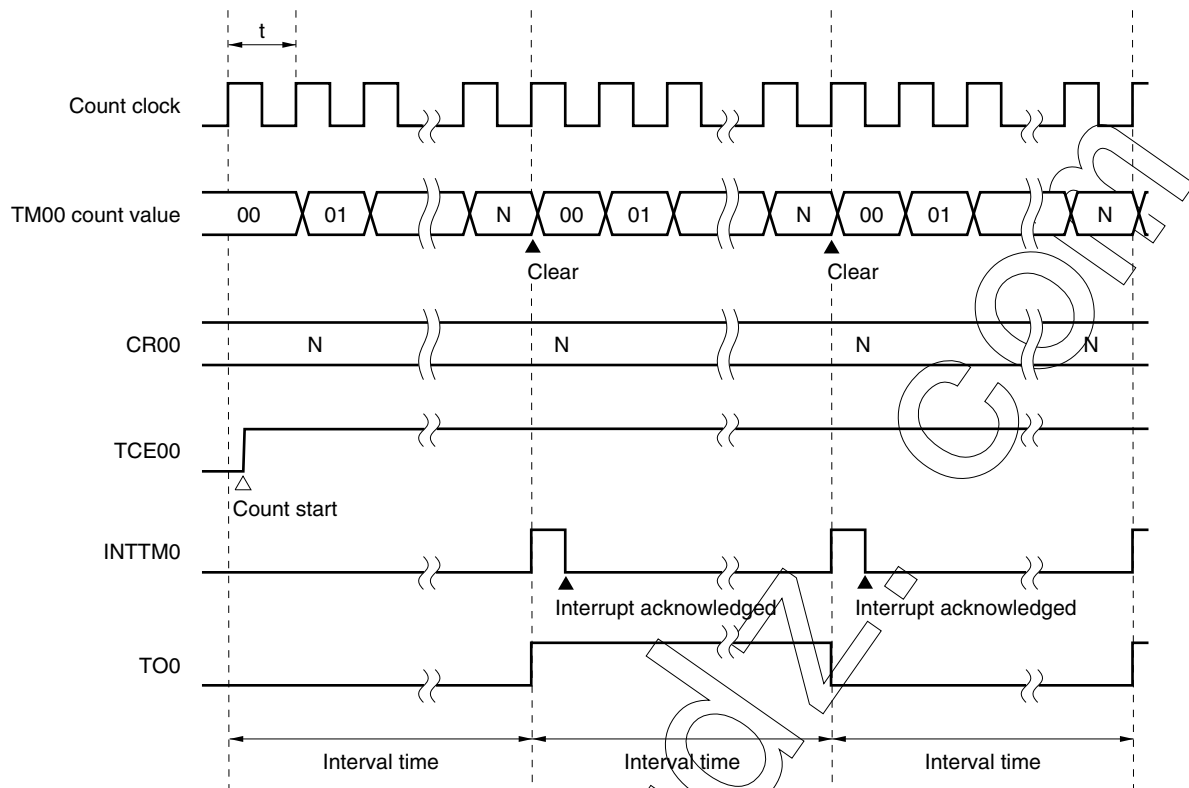 t
Count clock
TM00 count value
00 01 N 00 01 N 00 01 N
Clear Clear
CR00
N N N N
TCE00
Count start
INTTM0
Interrupt acknowledged Interrupt acknowledged
TO0
Interval time Interval time Interval time